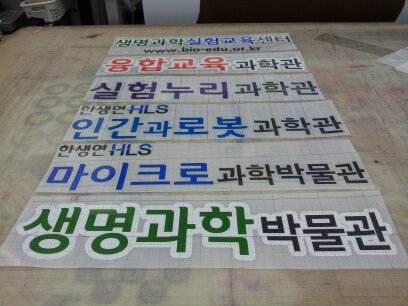 생명과학실험교육센터
www.bio-edu.or.kr
융합교육 과학관
실험누리 과학관
한생연HLS
인간과로봇 과학관
한생연HLS
마이크로 과학박물관
생명과학 박물관